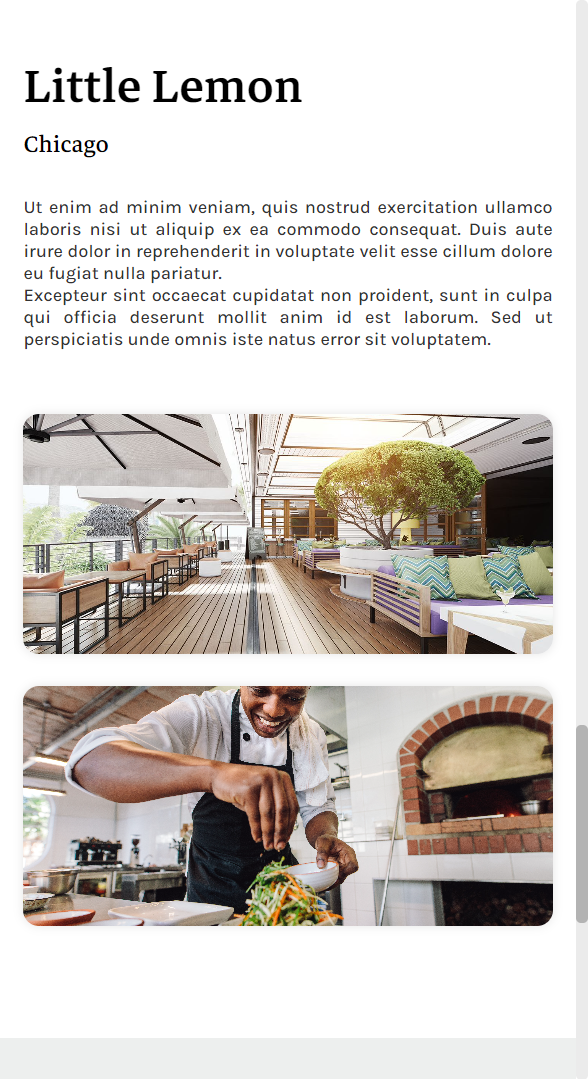 Little Lemon
Chicago
Ut enim ad minim veniam, quis nostrud exercitation ullamco
laboris nisi ut aliquip ex ea commodo consequat. Duis aute
irure dolor in reprehenderit in voluptate velit esse cillum dolore
eu fugiat nulla pariatur.
Excepteur sint occaecat cupidatat non proident, sunt in culpa
qui officia deserunt mollit anim id est laborum. Sed ut
perspiciatis unde omnis iste natus error sit voluptatem.